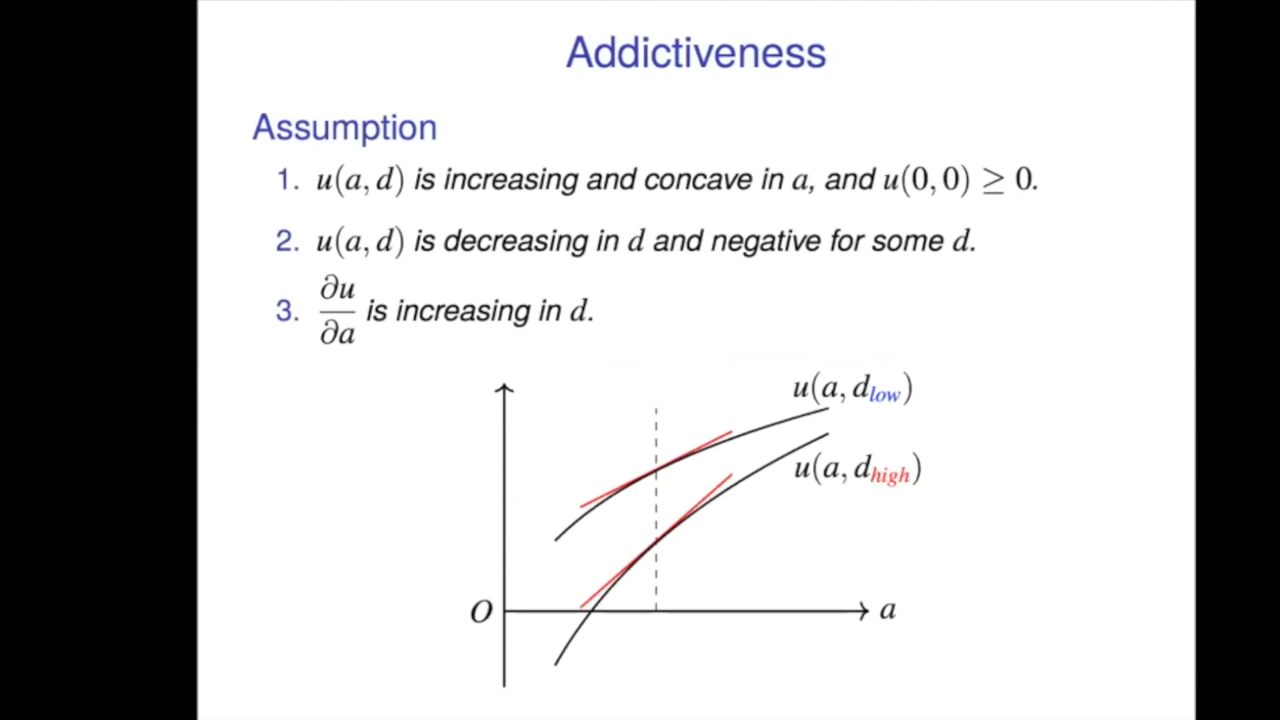 Addictiveness
Assumption
1. u(a, d) is increasing and concave in a, and u(0, 0) ≥ 0.
2. u(a, d) is decreasing in d and negative for some d.
3. ∂u/∂a is increasing in d.
u(a, d_low)
u(a, d_high)
O
a